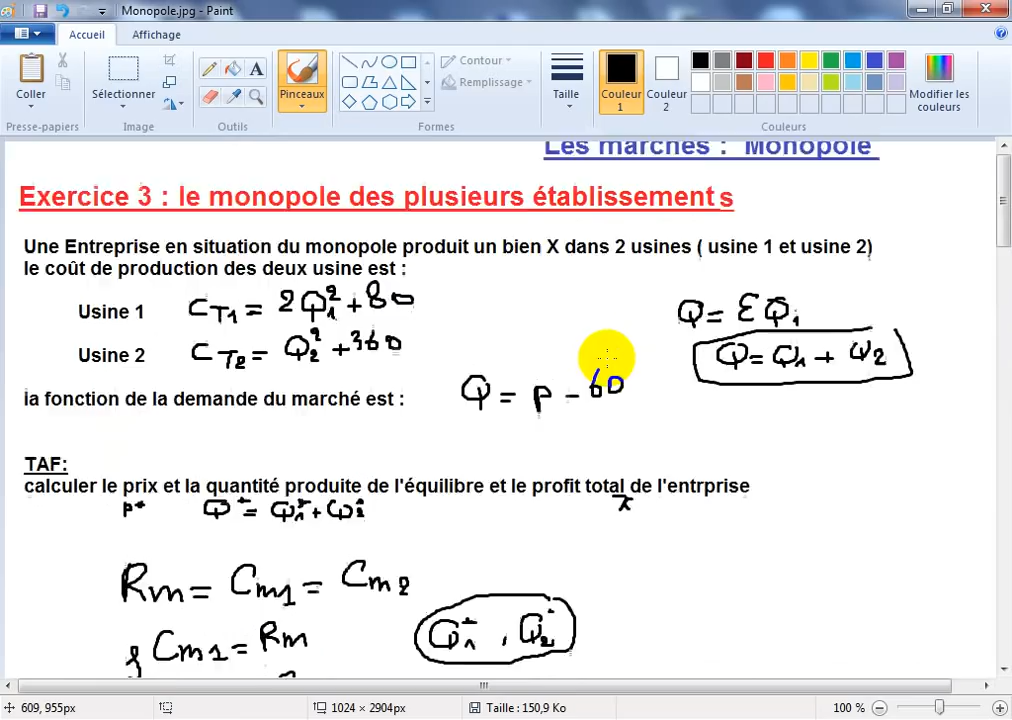 Monopole.jpg - Paint
Accueil Affichage
Coller
Sélectionner
Pinceaux
Contour
Remplissage
Taille
Couleur 1
Couleur 2
Modifier les couleurs
Presse-papiers Image Outils Formes Couleurs
Les marchés : Monopole
Exercice 3 : le monopole des plusieurs établissement s
Une Entreprise en situation du monopole produit un bien X dans 2 usines ( usine 1 et usine 2)
le coût de production des deux usine est :
Usine 1 CT1 = 2Q1² + 80
Q = ΣQ1
Usine 2 CT2 = Q2² + 360
Q = Q1 + Q2
ia fonction de la demande du marché est : Q = P - 60
TAF:
calculer le prix et la quantité produite de l'équilibre et le profit total de l'entrprise
P* Q* = Q1* + Q2* π
Rm = Cm1 = Cm2
Cm1 = Rm
Q1* , Q2*
609, 955px 1024 × 2904px Taille : 150,9 Ko 100 %